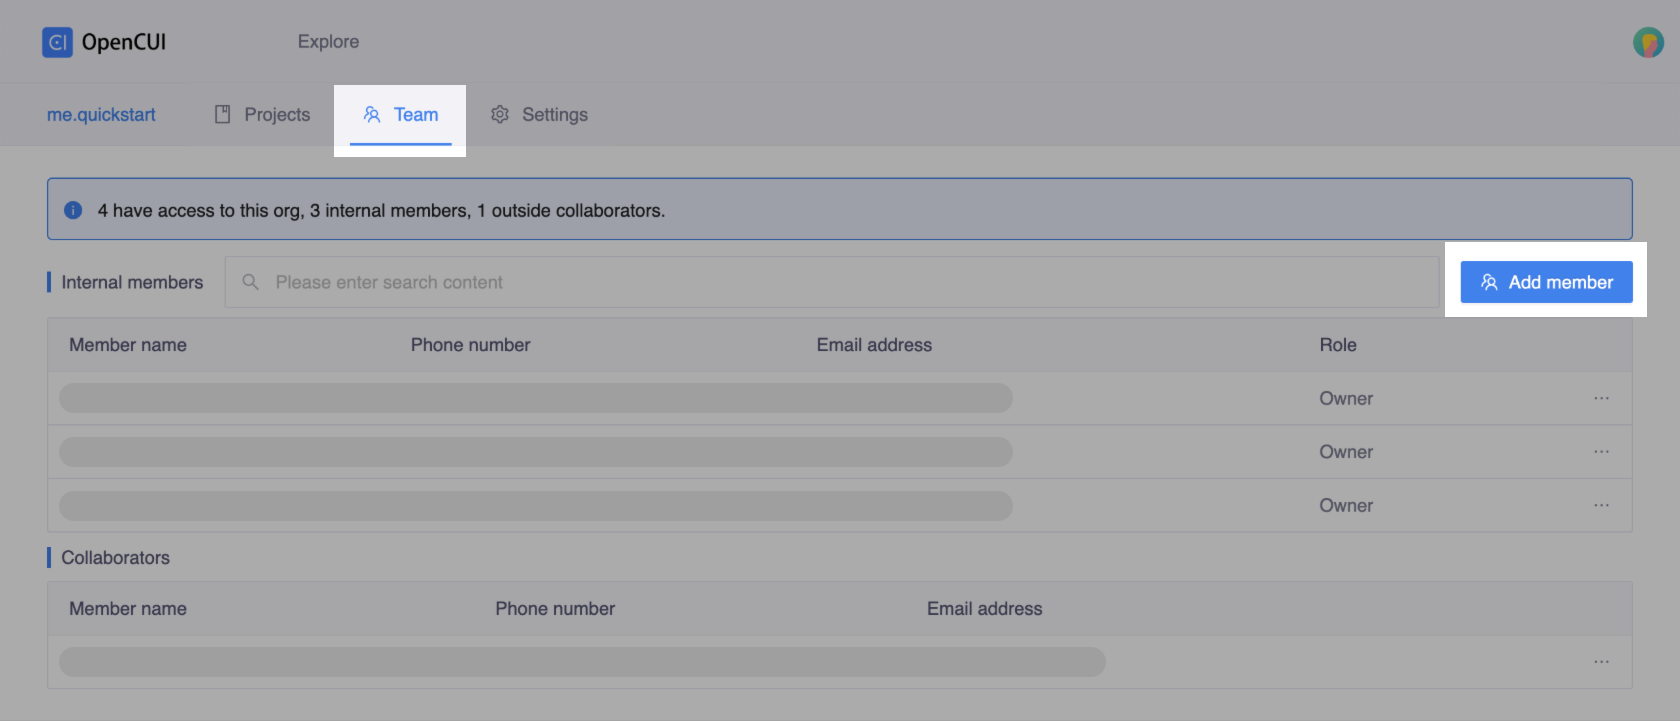 OpenCUI Explore
me.quickstart Projects Team Settings
4 have access to this org, 3 internal members, 1 outside collaborators.
Internal members Please enter search content Add member
Member name Phone number Email address Role
Owner ...
Owner ...
Owner ...
Collaborators
Member name Phone number Email address
...